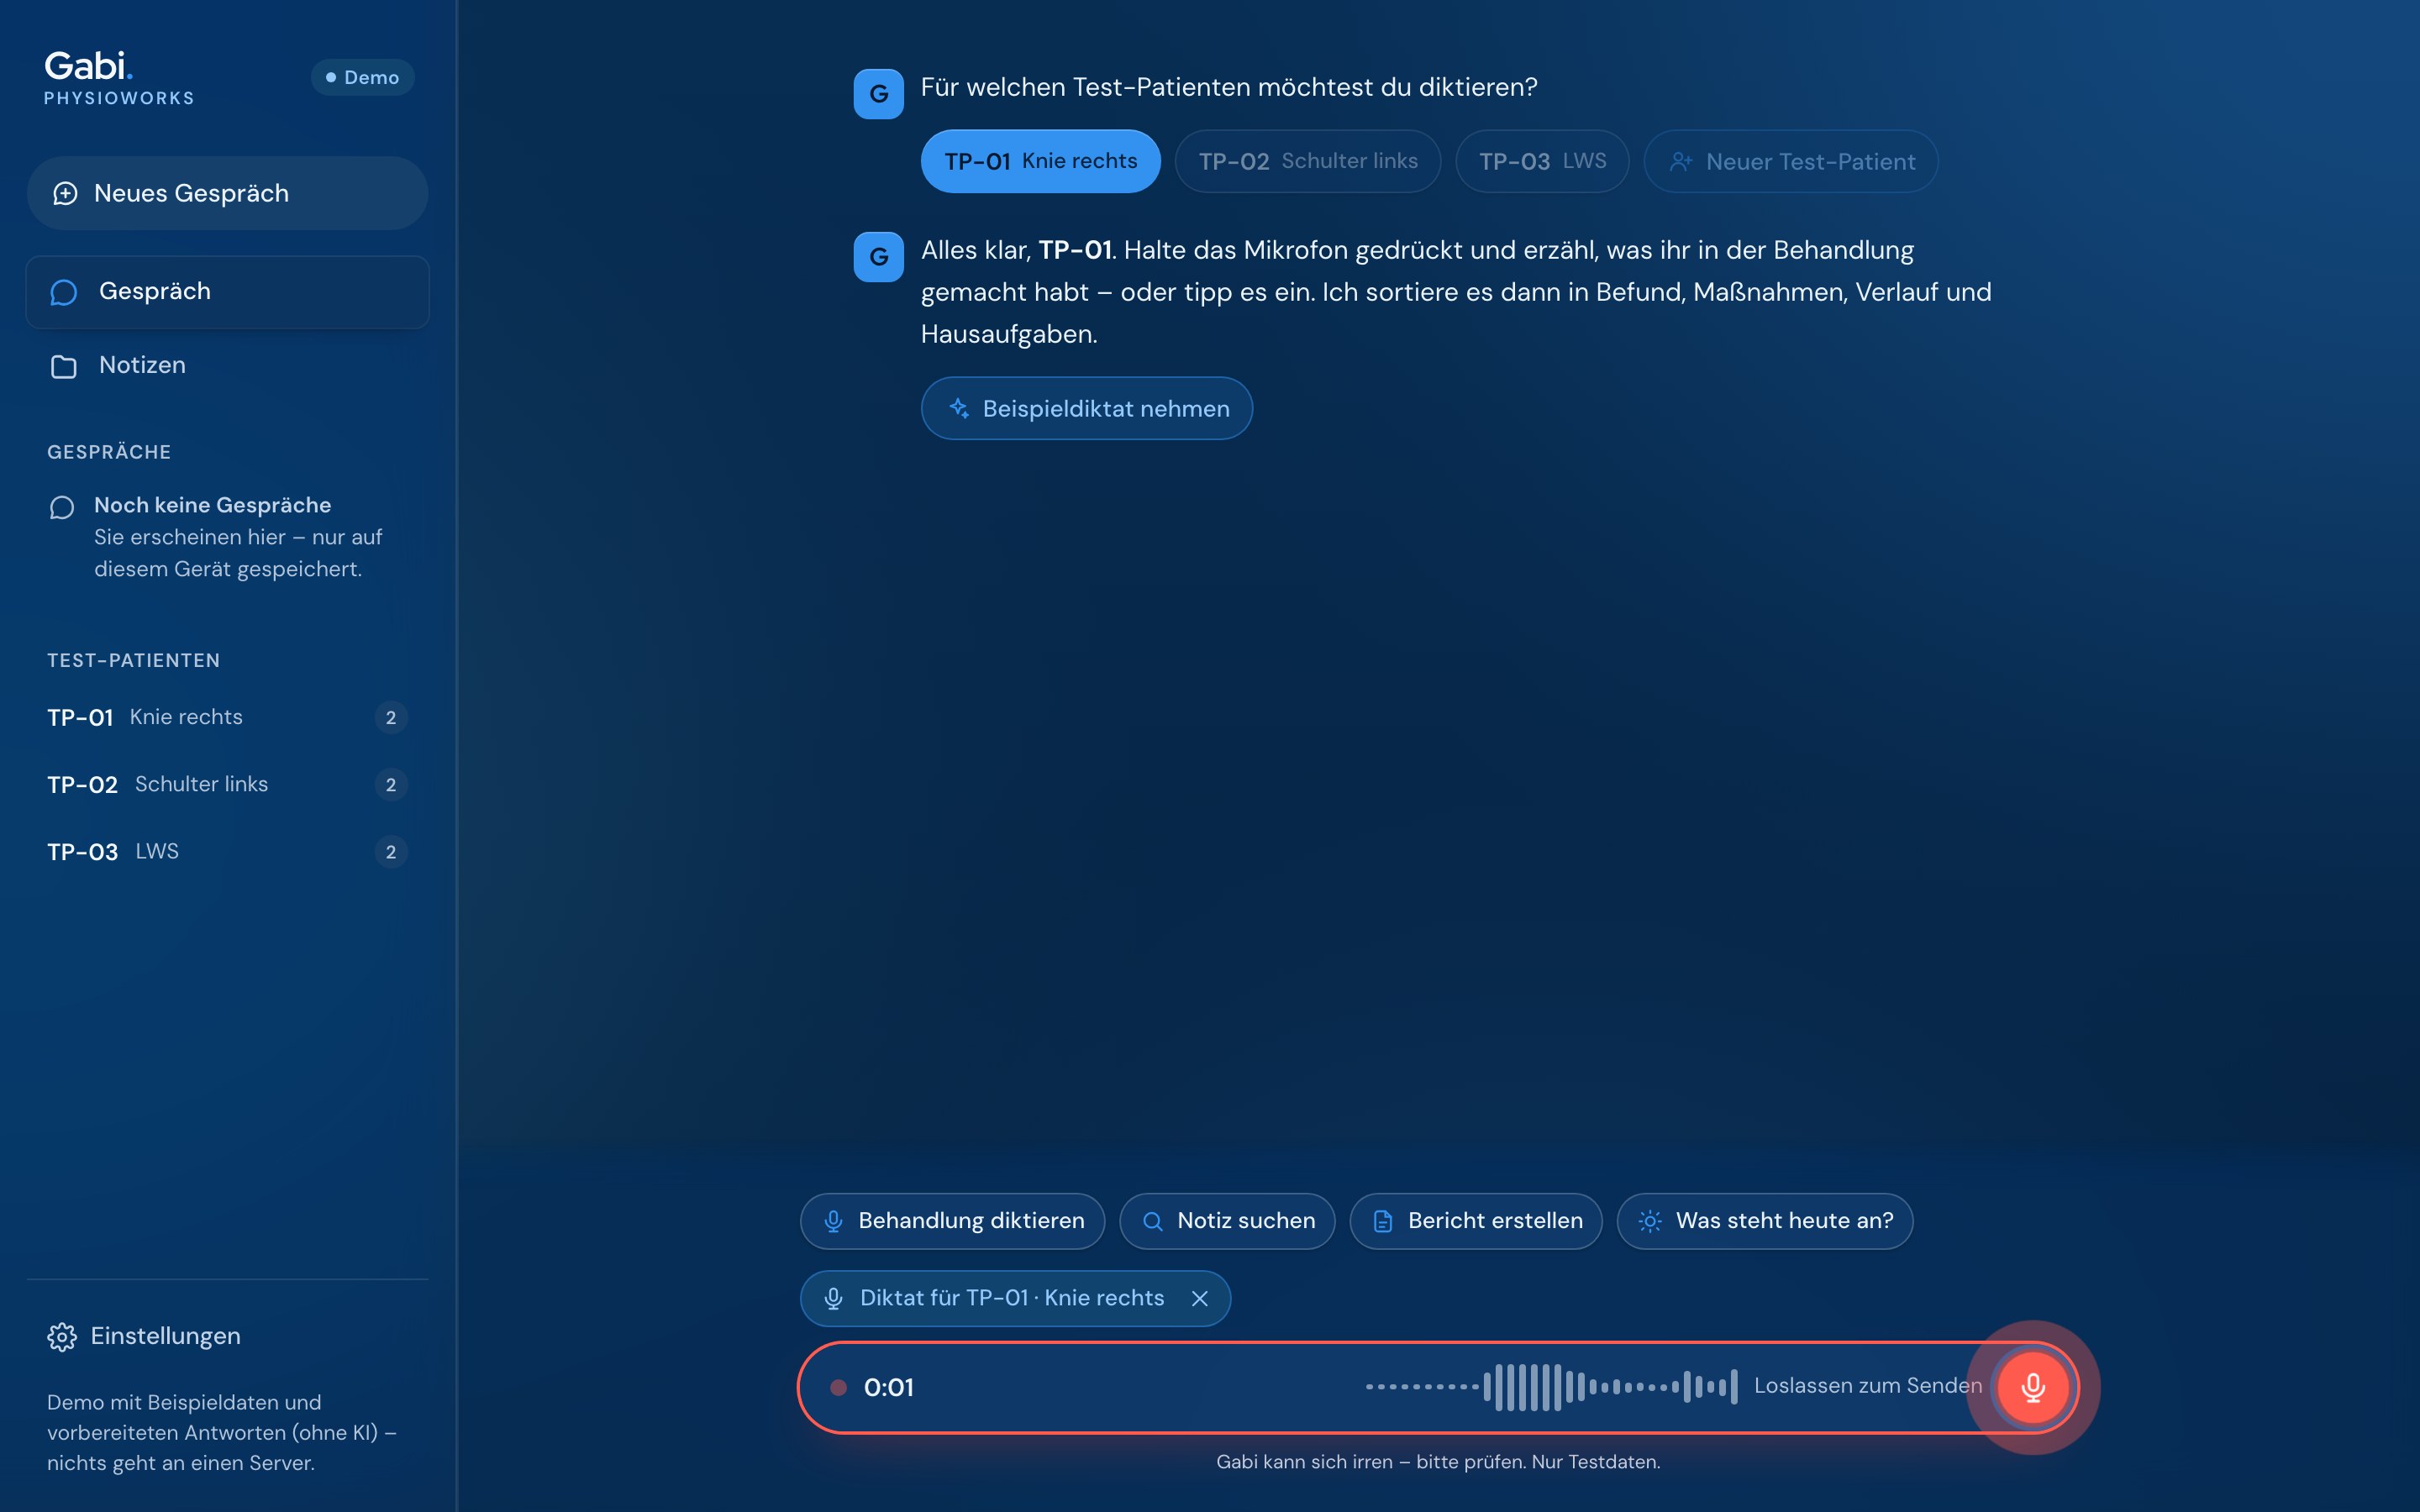 Gabi.
PHYSIOWORKS
Demo
Neues Gespräch
Gespräch
Notizen
GESPRÄCHE
Noch keine Gespräche
Sie erscheinen hier – nur auf
diesem Gerät gespeichert.
TEST-PATIENTEN
TP-01 Knie rechts 2
TP-02 Schulter links 2
TP-03 LWS 2
Einstellungen
Demo mit Beispieldaten und
vorbereiteten Antworten (ohne KI) –
nichts geht an einen Server.
G
Für welchen Test-Patienten möchtest du diktieren?
TP-01 Knie rechts
TP-02 Schulter links
TP-03 LWS
Neuer Test-Patient
G
Alles klar, TP-01. Halte das Mikrofon gedrückt und erzähl, was ihr in der Behandlung
gemacht habt – oder tipp es ein. Ich sortiere es dann in Befund, Maßnahmen, Verlauf und
Hausaufgaben.
Beispieldiktat nehmen
Behandlung diktieren
Notiz suchen
Bericht erstellen
Was steht heute an?
Diktat für TP-01 · Knie rechts
0:01
Loslassen zum Senden
Gabi kann sich irren – bitte prüfen. Nur Testdaten.